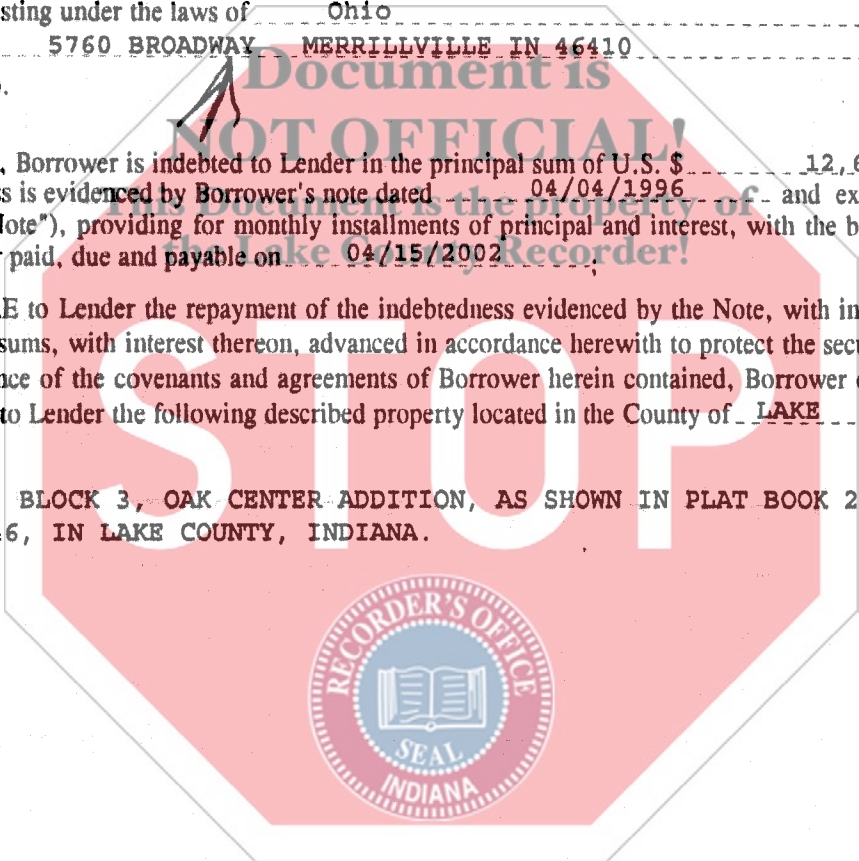 sting under the laws of Ohio
5760 BROADWAY MERRILLVILLE IN 46410
Document is
NOT OFFICIAL!
, Borrower is indebted to Lender in the principal sum of U.S. $ 12,6
s is evidenced by Borrower's note dated 04/04/1996 and ex
This Document is the property of
lote"), providing for monthly installments of principal and interest, with the b
the Lake County Recorder!
paid, due and payable on 04/15/2002 ;
E to Lender the repayment of the indebtedness evidenced by the Note, with in
sums, with interest thereon, advanced in accordance herewith to protect the secu
nce of the covenants and agreements of Borrower herein contained, Borrower
to Lender the following described property located in the County of LAKE
STOP
BLOCK 3, OAK CENTER ADDITION, AS SHOWN IN PLAT BOOK 2
6, IN LAKE COUNTY, INDIANA.
RECORDER'S OFFICE
SEAL
INDIANA